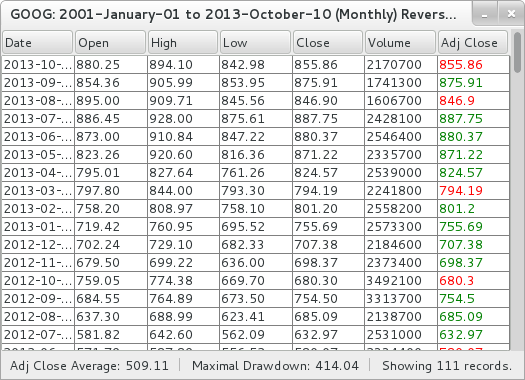 GOOG: 2001-January-01 to 2013-October-10 (Monthly) Revers...
Date Open High Low Close Volume Adj Close
2013-10-... 880.25 894.10 842.98 855.86 2170700 855.86
2013-09-... 854.36 905.99 853.95 875.91 1741300 875.91
2013-08-... 895.00 909.71 845.56 846.90 1606700 846.9
2013-07-... 886.45 928.00 875.61 887.75 2428100 887.75
2013-06-... 873.00 910.84 847.22 880.37 2546400 880.37
2013-05-... 823.26 920.60 816.36 871.22 2335700 871.22
2013-04-... 795.01 827.64 761.26 824.57 2539000 824.57
2013-03-... 797.80 844.00 793.30 794.19 2241800 794.19
2013-02-... 758.20 808.97 758.10 801.20 2558200 801.2
2013-01-... 719.42 760.95 695.52 755.69 2573300 755.69
2012-12-... 702.24 729.10 682.33 707.38 2184600 707.38
2012-11-... 679.50 699.22 636.00 698.37 2373400 698.37
2012-10-... 759.05 774.38 669.70 680.30 3492100 680.3
2012-09-... 684.55 764.89 673.50 754.50 3313700 754.5
2012-08-... 637.30 688.99 623.41 685.09 2138700 685.09
2012-07-... 581.82 642.60 562.09 632.97 2531000 632.97
Adj Close Average: 509.11 Maximal Drawdown: 414.04 Showing 111 records.